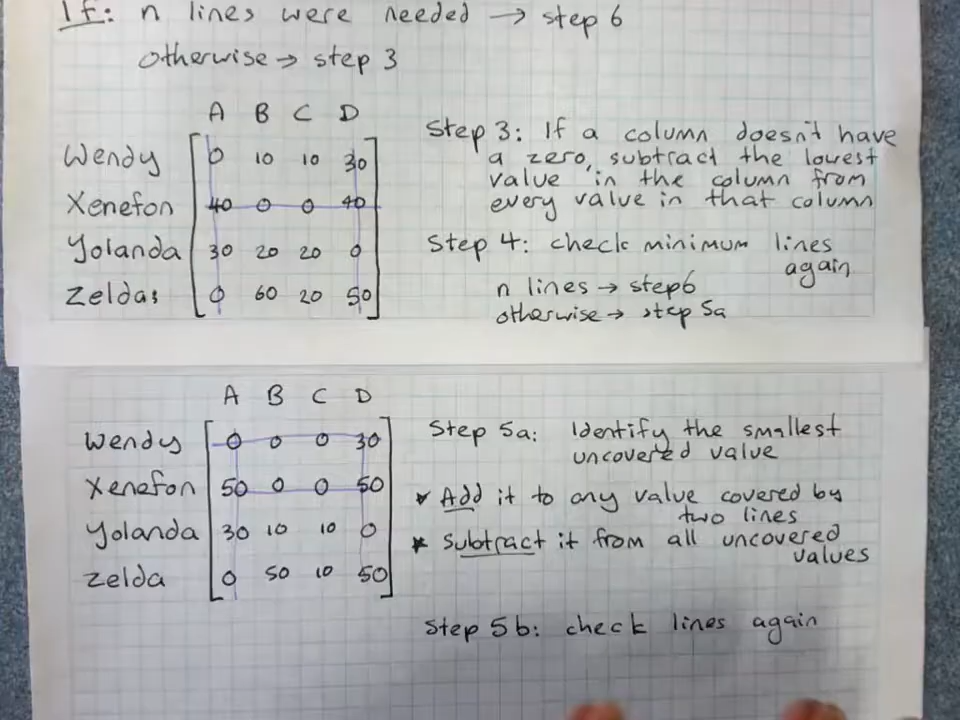 If: n lines were needed → step 6
otherwise → step 3
A B C D
Wendy 0 10 10 30
Xenefon 40 0 0 40
Yolanda 30 20 20 0
Zeldas 0 60 20 50
Step 3: If a column doesn't have
a zero, subtract the lowest
value in the column from
every value in that column
Step 4: check minimum lines
again
n lines → step 6
otherwise → step 5a
A B C D
Wendy 0 0 0 30
Xenefon 50 0 0 50
Yolanda 30 10 10 0
Zelda 0 50 10 50
Step 5a: Identify the smallest
uncovered value
* Add it to any value covered by
two lines
* Subtract it from all uncovered
values
Step 5b: check lines again